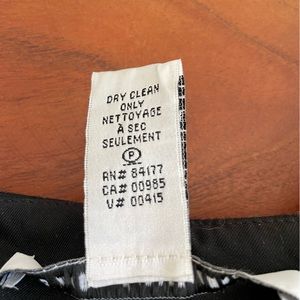 DRY CLEAN
ONLY
NETTOYAGE
À SEC
SEULEMENT
P
RN# 84177
CA# 00985
V# 00415